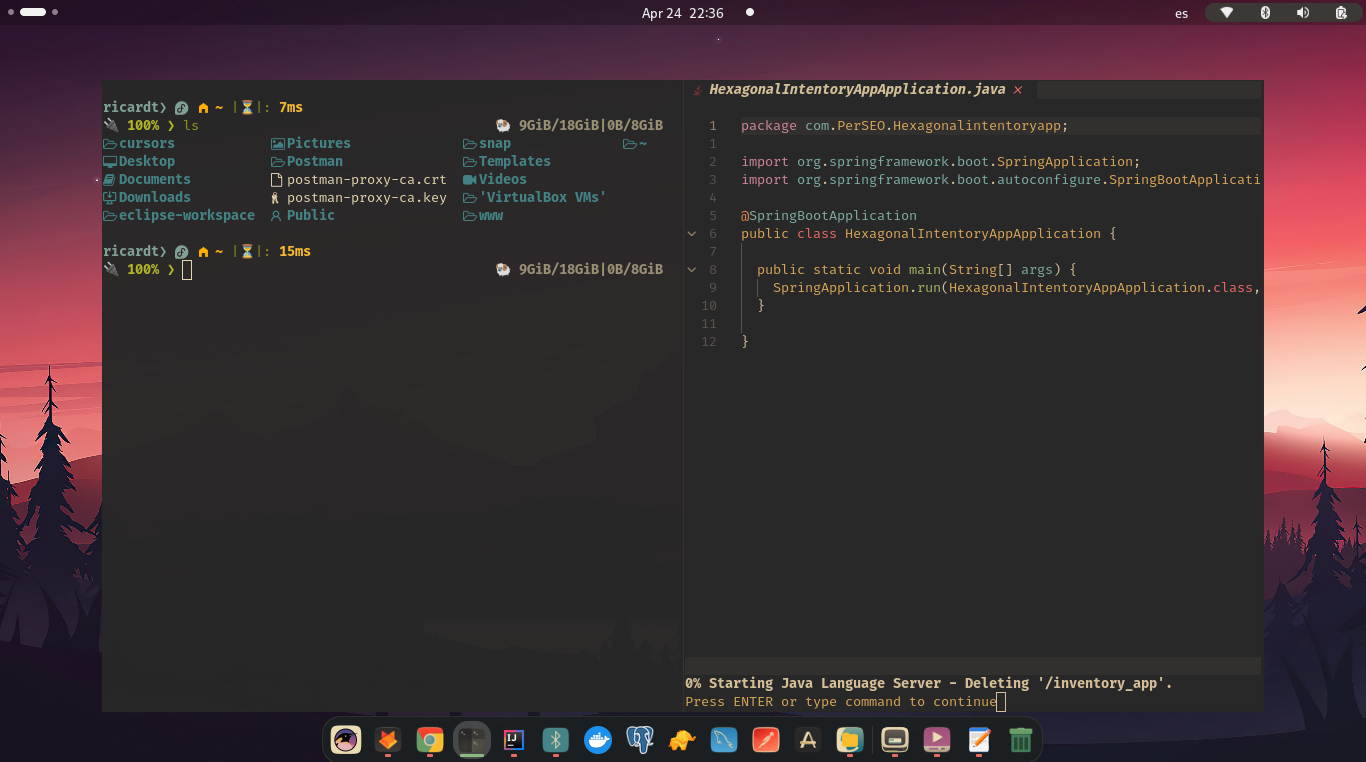 Apr 24 22:36
es
ricardt❯ ~ |⏳|: 7ms
100% ❯ ls 9GiB/18GiB|0B/8GiB
cursors Pictures snap ~
Desktop Postman Templates
Documents postman-proxy-ca.crt Videos
Downloads postman-proxy-ca.key 'VirtualBox VMs'
eclipse-workspace Public www
ricardt❯ ~ |⏳|: 15ms
100% ❯ 9GiB/18GiB|0B/8GiB
HexagonalIntentoryAppApplication.java ×
1 package com.PerSEO.Hexagonalintentoryapp;
1
2 import org.springframework.boot.SpringApplication;
3 import org.springframework.boot.autoconfigure.SpringBootApplicati
4
5 @SpringBootApplication
6 public class HexagonalIntentoryAppApplication {
7
8 public static void main(String[] args) {
9 SpringApplication.run(HexagonalIntentoryAppApplication.class,
10 }
11
12 }
0% Starting Java Language Server - Deleting '/inventory_app'.
Press ENTER or type command to continue
IJ